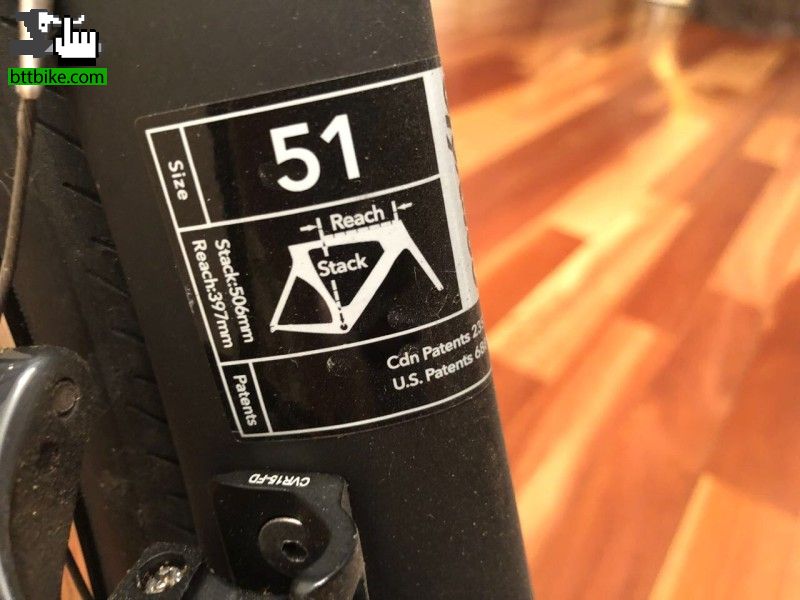 bttbike.com
Size
51
Reach
Stack
Stack:506mm
Reach:397mm
Patents
Cdn Patents
U.S. Patents
CVR15-FD